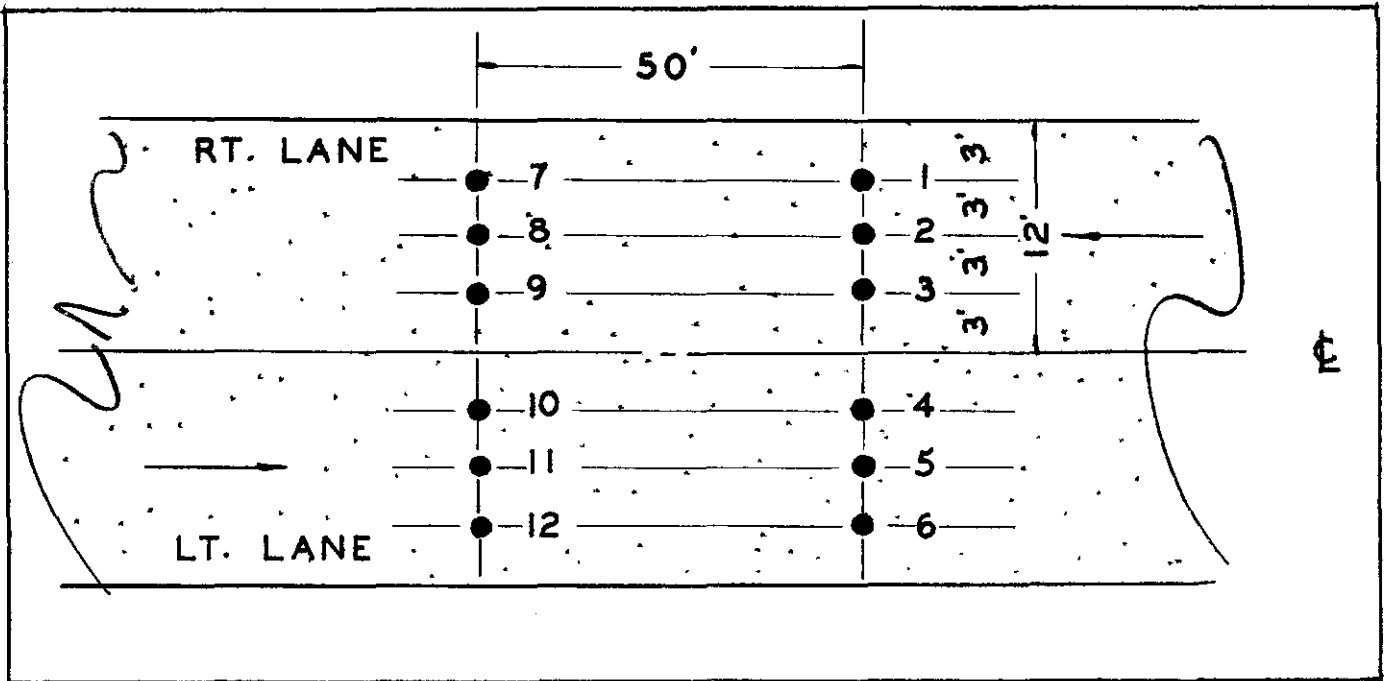 50'
RT. LANE
7 1 3'
8 2 3'
12'
9 3 3'
3'
℄
10 4
11 5
12 6
LT. LANE